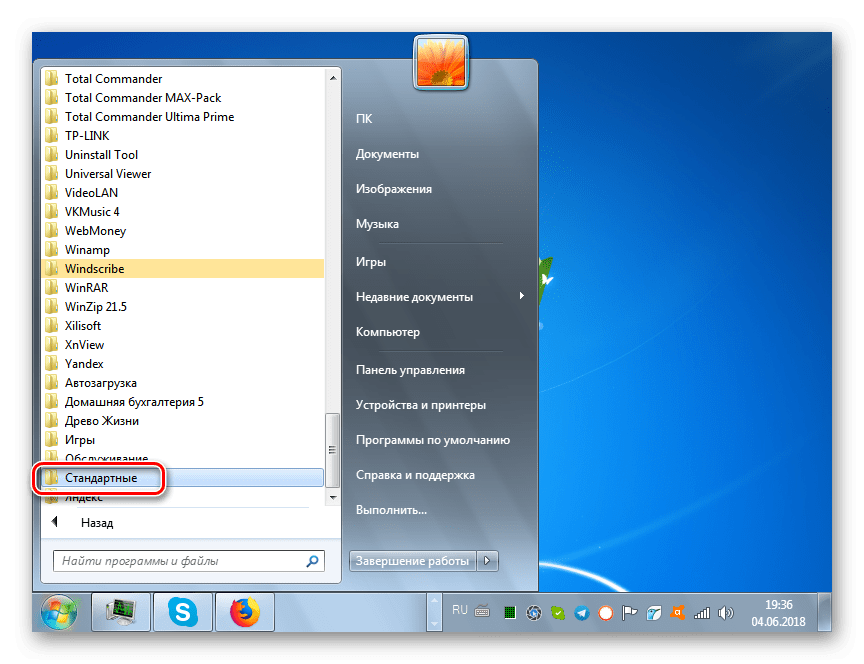 Total Commander
Total Commander MAX-Pack
Total Commander Ultima Prime
TP-LINK
Uninstall Tool
Universal Viewer
VideoLAN
VKMusic 4
WebMoney
Winamp
Windscribe
WinRAR
WinZip 21.5
Xilisoft
XnView
Yandex
Автозагрузка
Домашняя бухгалтерия 5
Древо Жизни
Игры
Обслуживание
Стандартные
Яндекс
Назад
Найти программы и файлы
ПК
Документы
Изображения
Музыка
Игры
Недавние документы
Компьютер
Панель управления
Устройства и принтеры
Программы по умолчанию
Справка и поддержка
Выполнить...
Завершение работы
RU
19:36
04.06.2018